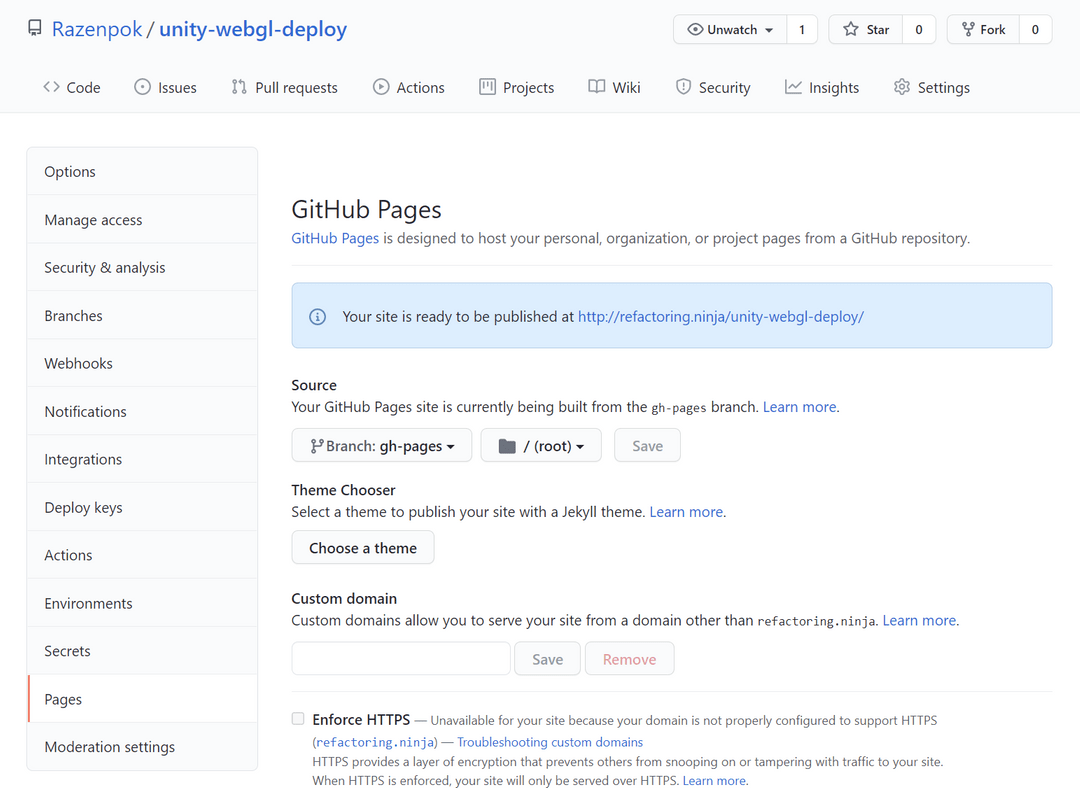 Razenpok / unity-webgl-deploy
Unwatch 1 Star 0 Fork 0
Code Issues Pull requests Actions Projects Wiki Security Insights Settings
Options
Manage access
Security & analysis
Branches
Webhooks
Notifications
Integrations
Deploy keys
Actions
Environments
Secrets
Pages
Moderation settings
GitHub Pages
GitHub Pages is designed to host your personal, organization, or project pages from a GitHub repository.
Your site is ready to be published at http://refactoring.ninja/unity-webgl-deploy/
Source
Your GitHub Pages site is currently being built from the gh-pages branch. Learn more.
Branch: gh-pages / (root) Save
Theme Chooser
Select a theme to publish your site with a Jekyll theme. Learn more.
Choose a theme
Custom domain
Custom domains allow you to serve your site from a domain other than refactoring.ninja. Learn more.
Save Remove
Enforce HTTPS — Unavailable for your site because your domain is not properly configured to support HTTPS
(refactoring.ninja) — Troubleshooting custom domains
HTTPS provides a layer of encryption that prevents others from snooping on or tampering with traffic to your site.
When HTTPS is enforced, your site will only be served over HTTPS. Learn more.